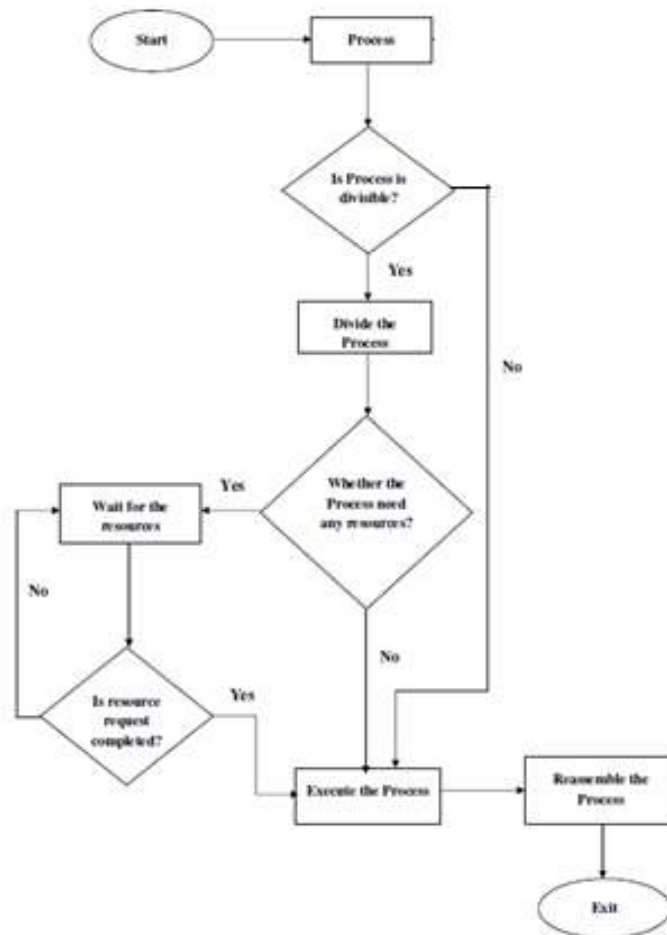 Start
Process
Is Process is
divisible?
Yes
Divide the
Process
No
Whether the
Process need
any resources?
Yes
Wait for the
resources
No
No
Is resource
request
completed?
Yes
Execute the Process
Reassemble the
Process
Exit